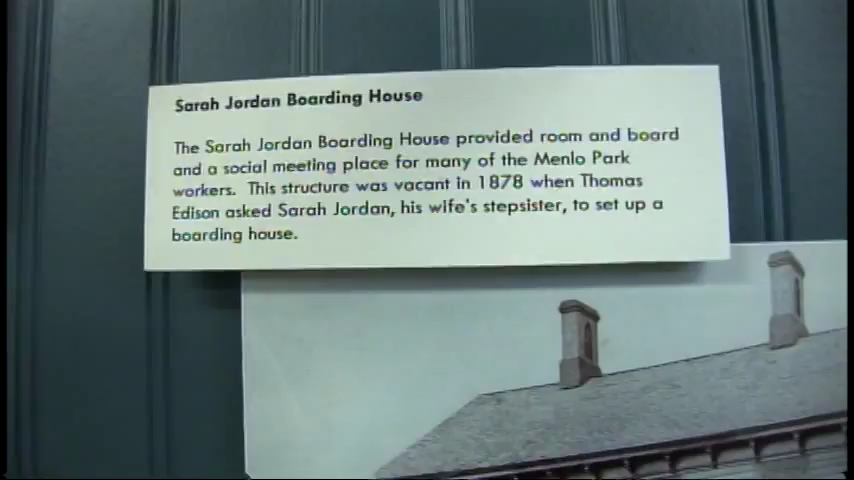 Sarah Jordan Boarding House
The Sarah Jordan Boarding House provided room and board
and a social meeting place for many of the Menlo Park
workers. This structure was vacant in 1878 when Thomas
Edison asked Sarah Jordan, his wife's stepsister, to set up a
boarding house.